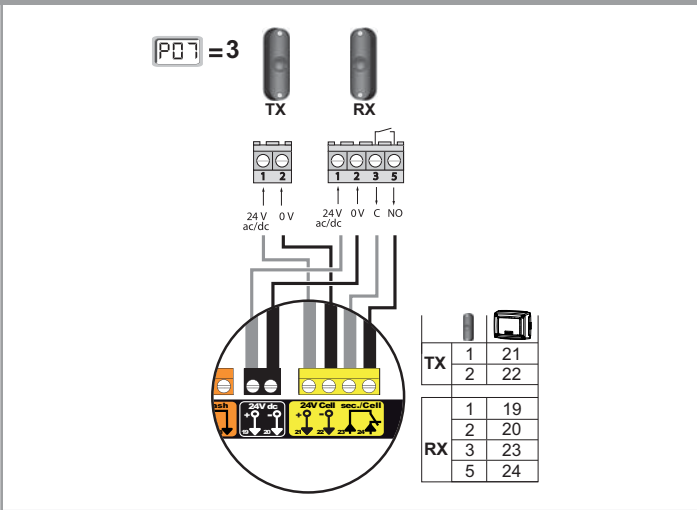 P07 = 3
TX RX
1 2 1 2 3 5
24 V ac/dc 0 V 24 V ac/dc 0 V C NO
24V dc 24V Cell sec./Cell
+ - + -
19 20 21 22 23 24
TX 1 21
2 22
RX 1 19
2 20
3 23
5 24